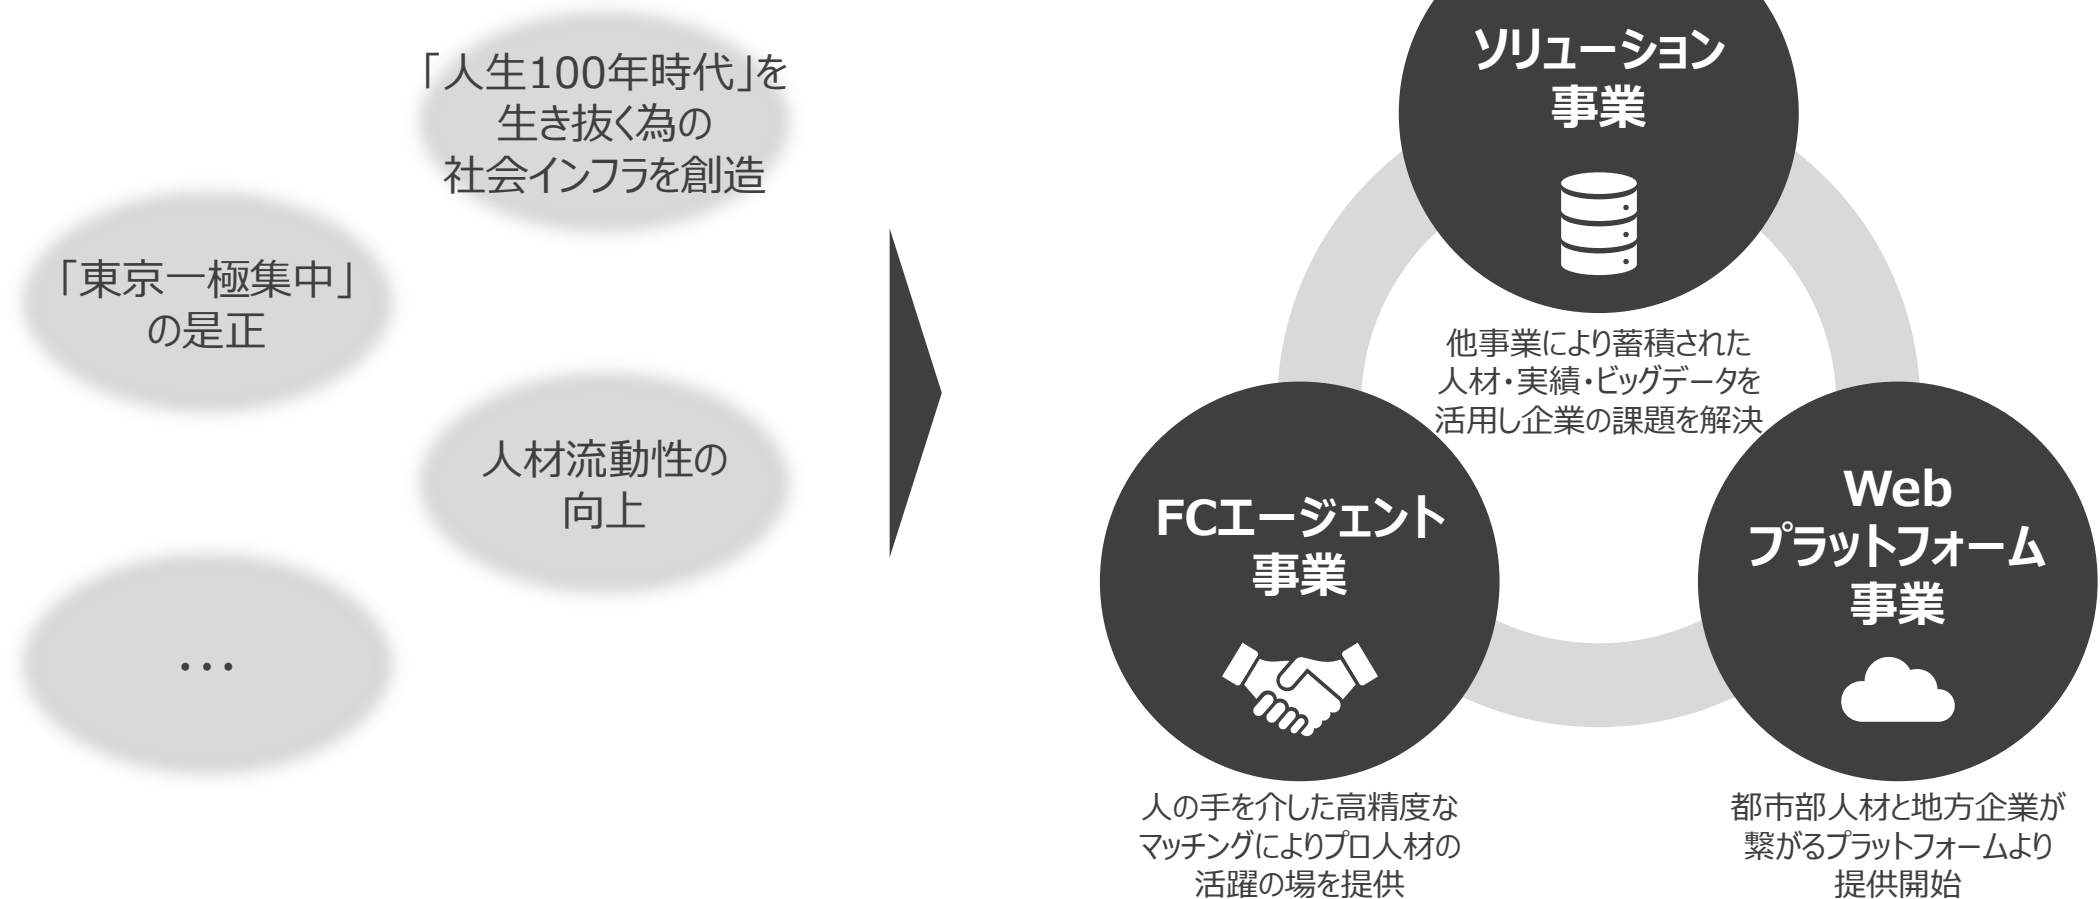 「人生100年時代」を
生き抜く為の
社会インフラを創造
「東京一極集中」
の是正
人材流動性の
向上
・・・
ソリューション
事業
他事業により蓄積された
人材・実績・ビッグデータを
活用し企業の課題を解決
FCエージェント
事業
人の手を介した高精度な
マッチングによりプロ人材の
活躍の場を提供
Web
プラットフォーム
事業
都市部人材と地方企業が
繋がるプラットフォームより
提供開始